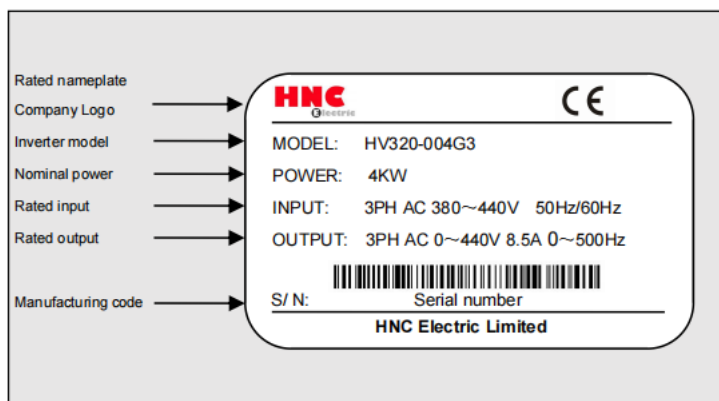 Rated nameplate
Company Logo
Inverter model
Nominal power
Rated input
Rated output
Manufacturing code
HNC
Electric
CE
MODEL: HV320-004G3
POWER: 4KW
INPUT: 3PH AC 380～440V 50Hz/60Hz
OUTPUT: 3PH AC 0～440V 8.5A 0～500Hz
S/ N: Serial number
HNC Electric Limited